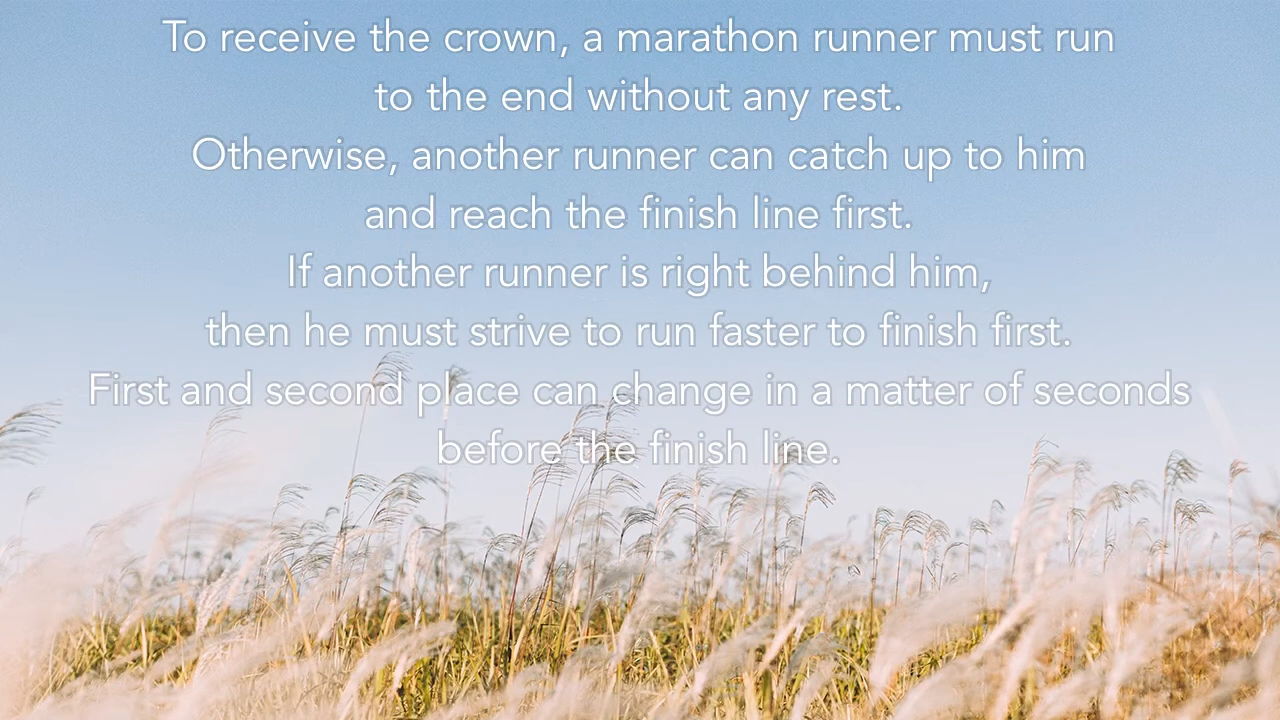 To receive the crown, a marathon runner must run
to the end without any rest.
Otherwise, another runner can catch up to him
and reach the finish line first.
If another runner is right behind him,
then he must strive to run faster to finish first.
First and second place can change in a matter of seconds
before the finish line.